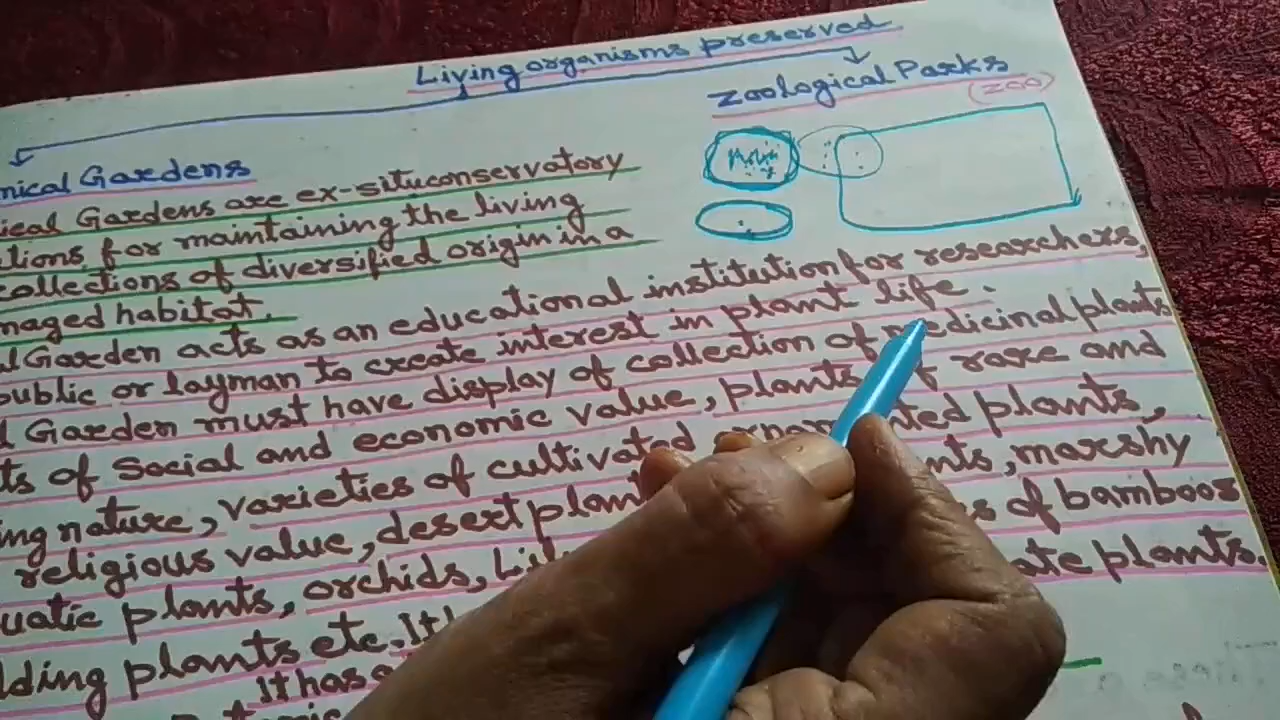 Living organisms preserved
Zoological Parks
(ZOO)
nical Gardens
ical Gardens are ex-situ conservatory
ctions for maintaining the living
collections of diversified origin in a
naged habitat.
l Garden acts as an educational institution for researchers,
public or layman to create interest in plant life.
l Garden must have display of collection of medicinal plants
ts of social and economic value, plants of rare and
ing nature, varieties of cultivated plants,
religious value, desert plants, marshy
uatic plants, orchids, of bamboos
lding plants etc. It plants.
It has